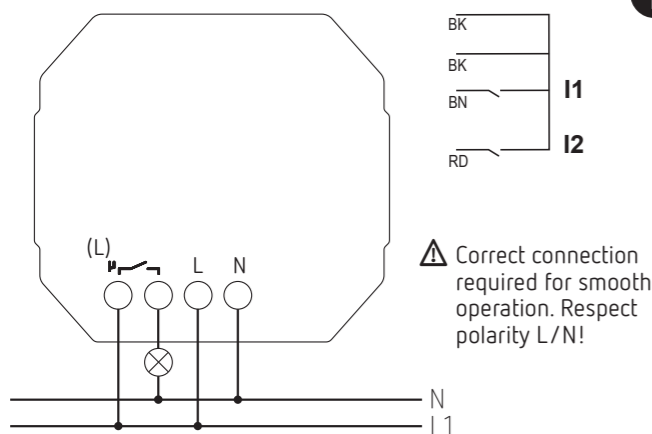 BK
BK
BN
I1
RD
I2
(L)
µ
L
N
Correct connection
required for smooth
operation. Respect
polarity L/N!
N
L1